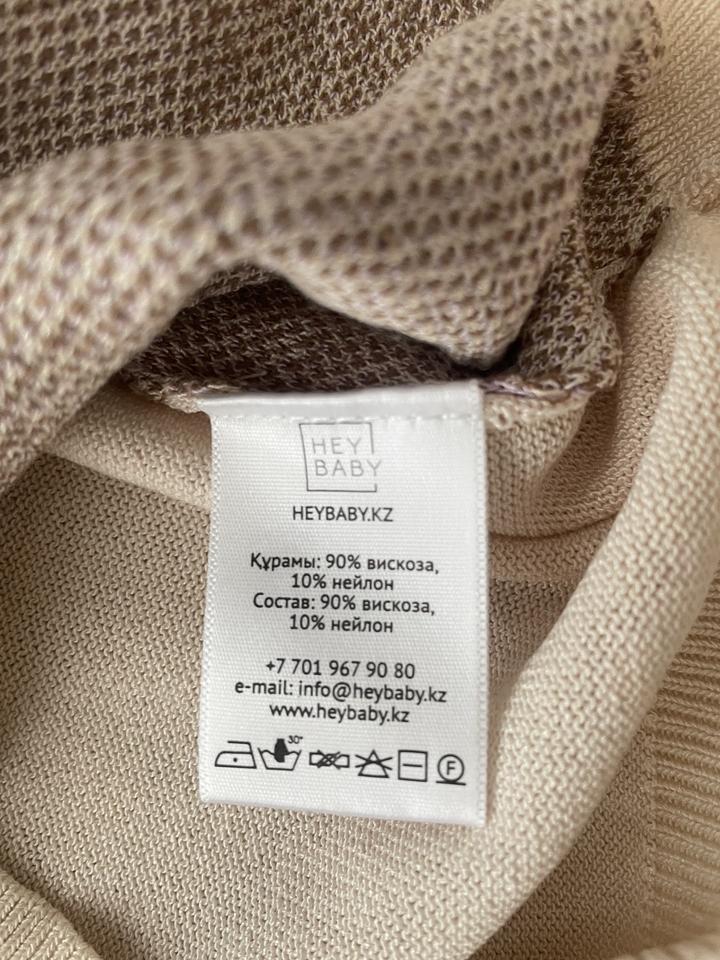 HEY
BABY
HEYBABY.KZ
Құрамы: 90% вискоза,
10% нейлон
Состав: 90% вискоза,
10% нейлон
+7 701 967 90 80
e-mail: info@heybaby.kz
www.heybaby.kz
30°
F